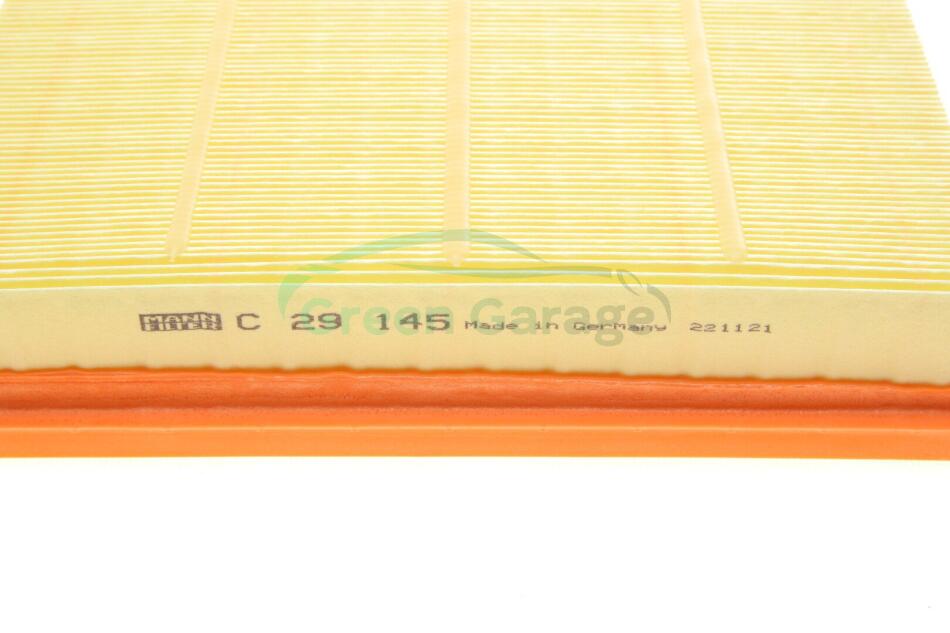 MANN FILTER C 29 145 Made in Germany 221121
Green Garage